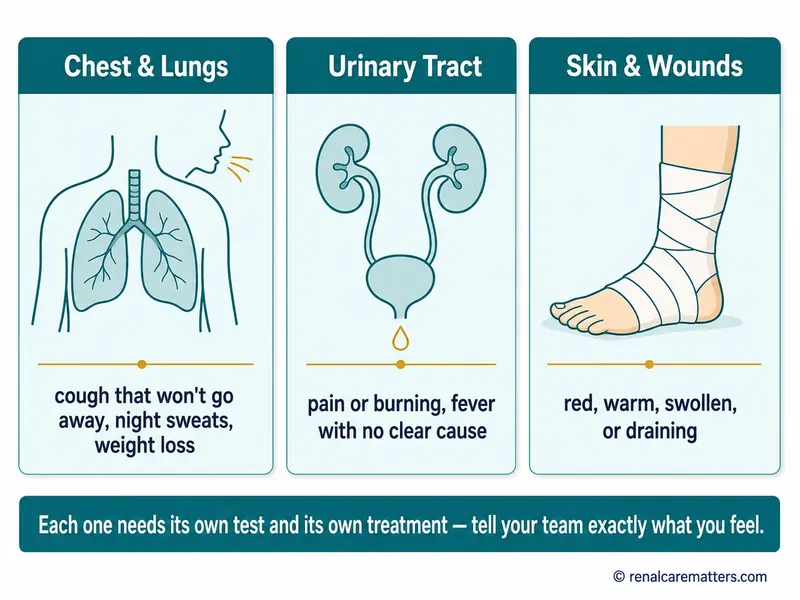 Chest & Lungs
cough that won't go
away, night sweats,
weight loss
Urinary Tract
pain or burning, fever
with no clear cause
Skin & Wounds
red, warm, swollen,
or draining
Each one needs its own test and its own treatment — tell your team exactly what you feel.
© renalcarematters.com